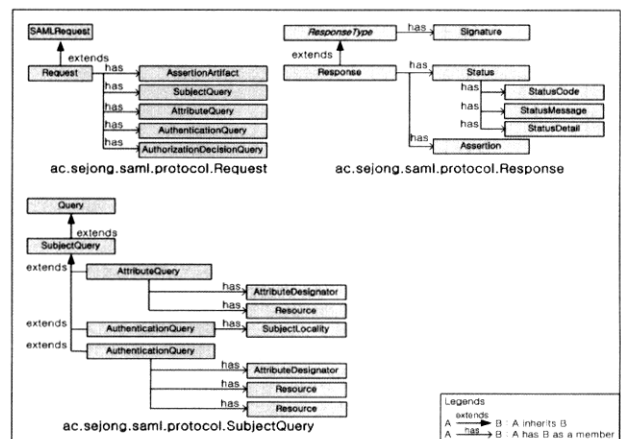 SAMLRequest
extends
Request
has
AssertionArtifact
has
SubjectQuery
has
AttributeQuery
has
AuthenticationQuery
has
AuthorizationDecisionQuery
ac.sejong.saml.protocol.Request
ResponseType
has
Signature
extends
Response
has
Status
has
StatusCode
has
StatusMessage
has
StatusDetail
has
Assertion
ac.sejong.saml.protocol.Response
Query
extends
SubjectQuery
extends
AttributeQuery
has
AttributeDesignator
has
Resource
extends
AuthenticationQuery
has
SubjectLocality
extends
AuthenticationQuery
has
AttributeDesignator
has
Resource
has
Resource
ac.sejong.saml.protocol.SubjectQuery
Legends
A extends B : A inherits B
A has B : A has B as a member